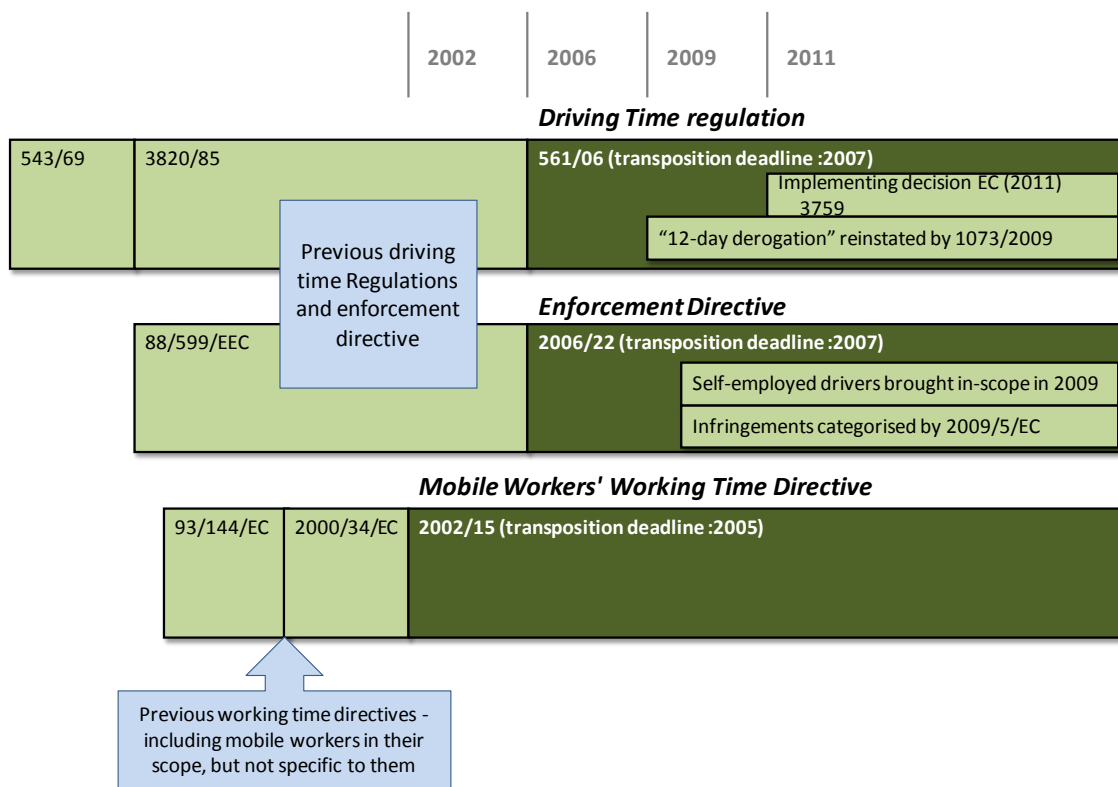 2002 2006 2009 2011
Driving Time regulation
543/69
3820/85
561/06 (transposition deadline :2007)
Implementing decision EC (2011)
3759
“12-day derogation” reinstated by 1073/2009
Previous driving
time Regulations
and enforcement
directive
Enforcement Directive
88/599/EEC
2006/22 (transposition deadline :2007)
Self-employed drivers brought in-scope in 2009
Infringements categorised by 2009/5/EC
Mobile Workers' Working Time Directive
93/144/EC
2000/34/EC
2002/15 (transposition deadline :2005)
Previous working time directives -
including mobile workers in their
scope, but not specific to them